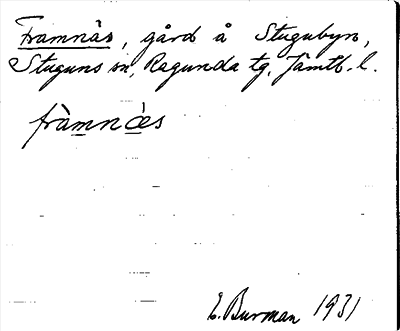 Framnäs, gård å Stugubyn,
Stuguns sn, Ragunda tg. Jämtl. l.
fràmnæ̀s
E. Burman 1931